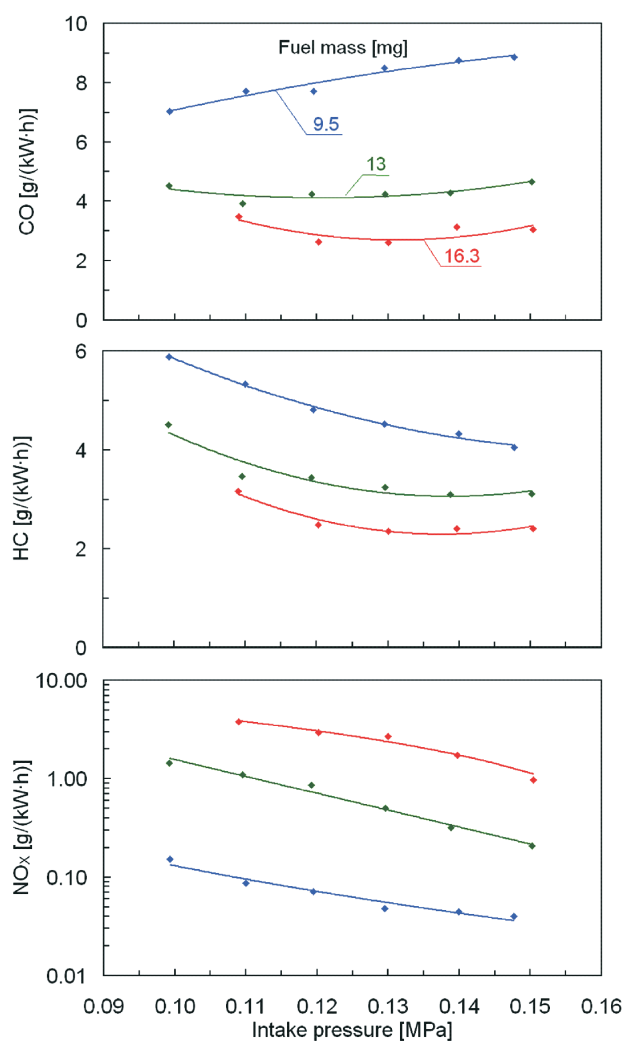 10
Fuel mass [mg]
8
9.5
6
13
4
2
16.3
0
CO [g/(kW·h)]
6
4
2
0
HC [g/(kW·h)]
10.00
1.00
0.10
0.01
NOx [g/(kW·h)]
0.09 0.10 0.11 0.12 0.13 0.14 0.15 0.16
Intake pressure [MPa]